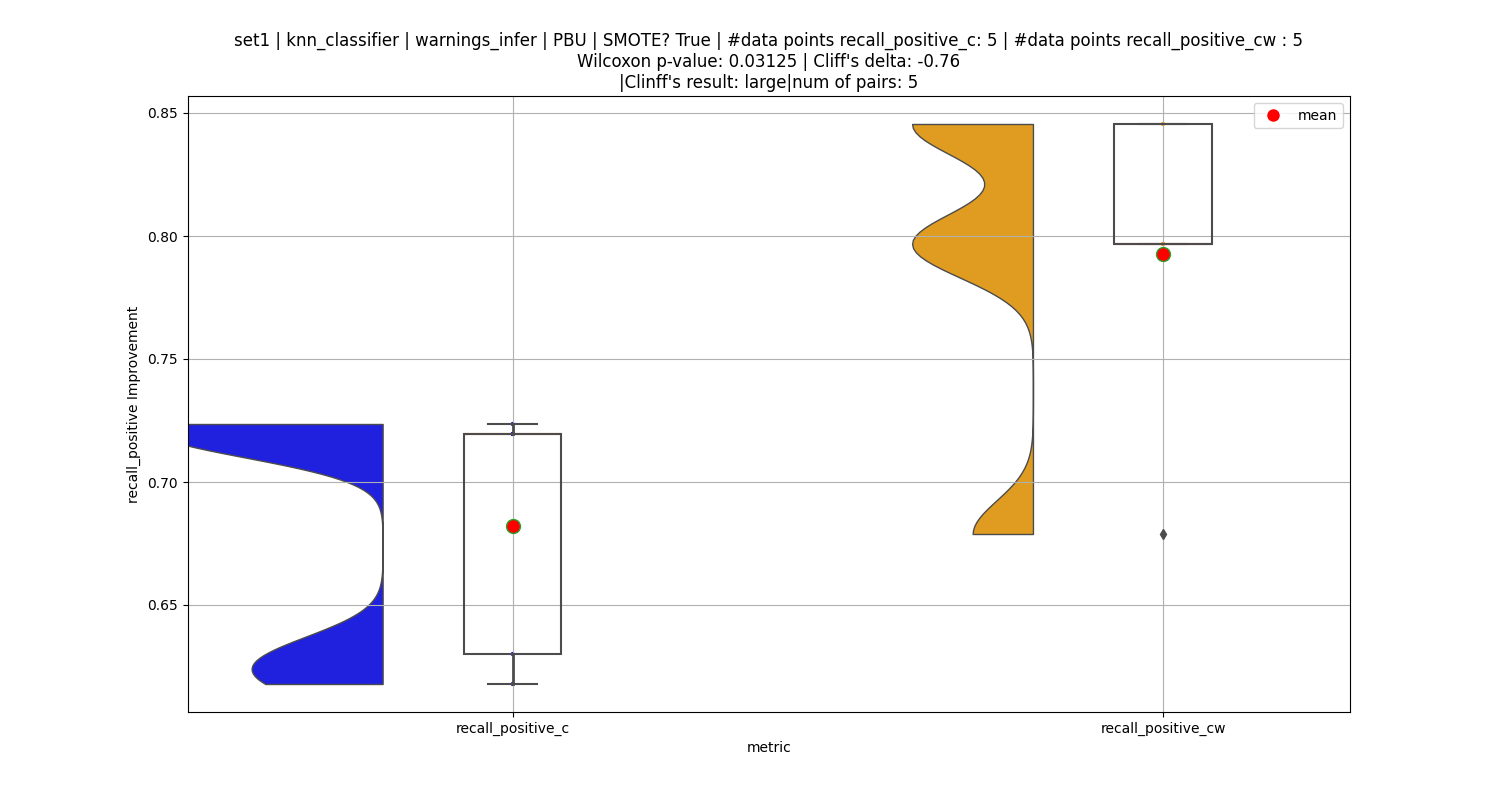 set1 | knn_classifier | warnings_infer | PBU | SMOTE? True | #data points recall_positive_c: 5 | #data points recall_positive_cw : 5
Wilcoxon p-value: 0.03125 | Cliff's delta: -0.76
|Clinff's result: large|num of pairs: 5
mean
0.85
0.80
0.75
0.70
0.65
recall_positive Improvement
recall_positive_c
recall_positive_cw
metric